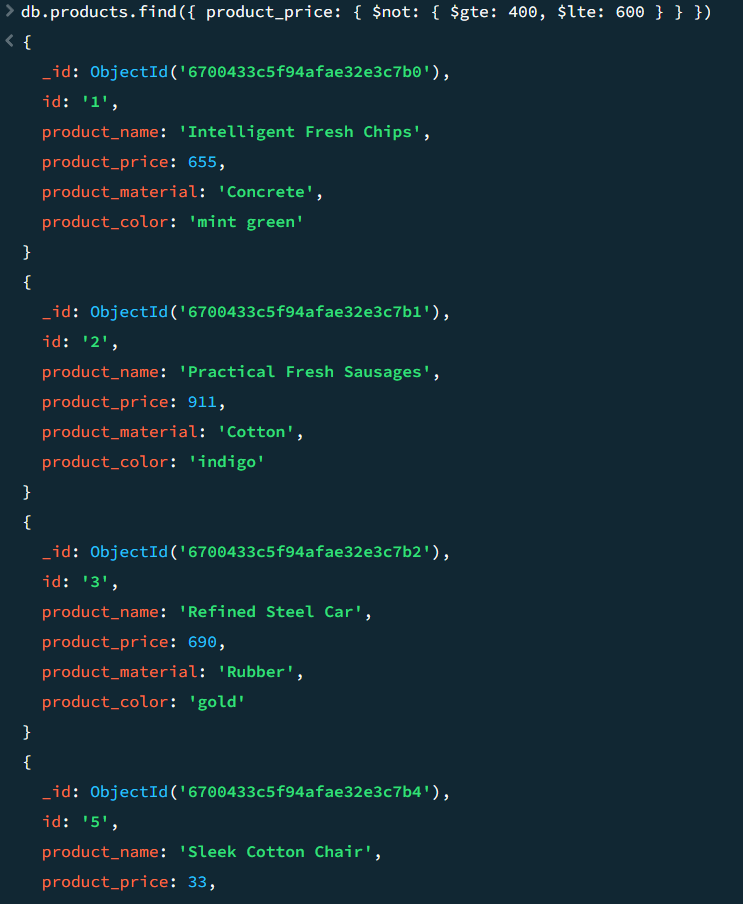 > db.products.find({ product_price: { $not: { $gte: 400, $lte: 600 } } })
< {
_id: ObjectId('6700433c5f94afae32e3c7b0'),
id: '1',
product_name: 'Intelligent Fresh Chips',
product_price: 655,
product_material: 'Concrete',
product_color: 'mint green'
}
{
_id: ObjectId('6700433c5f94afae32e3c7b1'),
id: '2',
product_name: 'Practical Fresh Sausages',
product_price: 911,
product_material: 'Cotton',
product_color: 'indigo'
}
{
_id: ObjectId('6700433c5f94afae32e3c7b2'),
id: '3',
product_name: 'Refined Steel Car',
product_price: 690,
product_material: 'Rubber',
product_color: 'gold'
}
{
_id: ObjectId('6700433c5f94afae32e3c7b4'),
id: '5',
product_name: 'Sleek Cotton Chair',
product_price: 33,